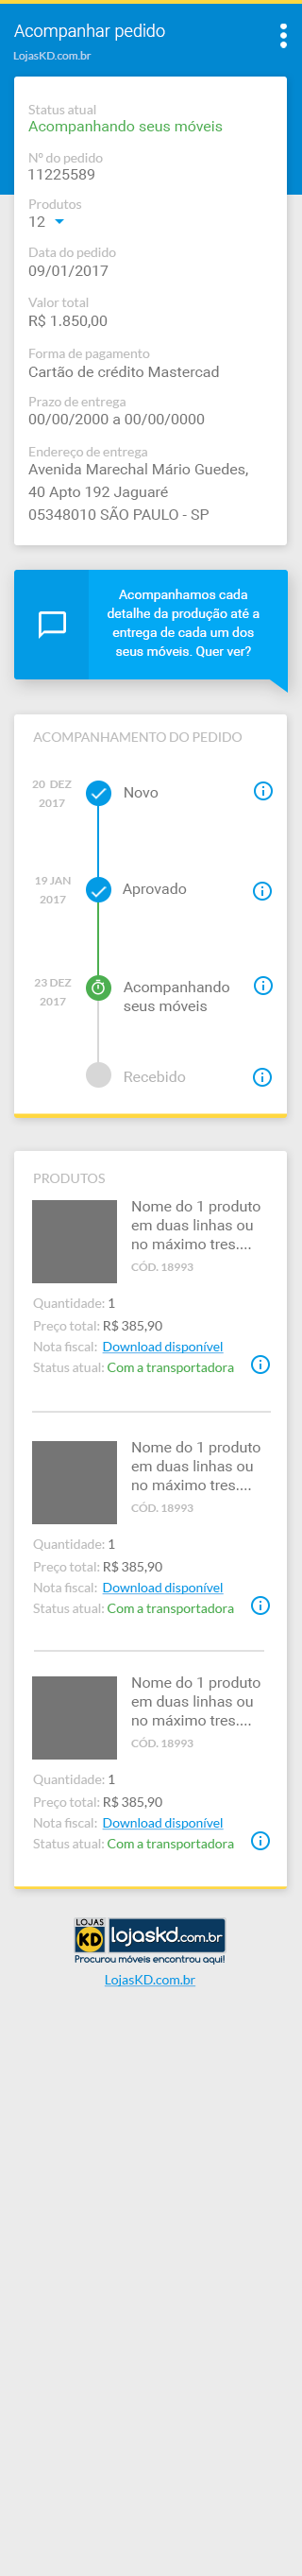 Acompanhar pedido
LojasKD.com.br
Status atual
Acompanhando seus móveis
Nº do pedido
11225589
Produtos
12
Data do pedido
09/01/2017
Valor total
R$ 1.850,00
Forma de pagamento
Cartão de crédito Mastercad
Prazo de entrega
00/00/2000 a 00/00/0000
Endereço de entrega
Avenida Marechal Mário Guedes,
40 Apto 192 Jaguaré
05348010 SÃO PAULO - SP
Acompanhamos cada
detalhe da produção até a
entrega de cada um dos
seus móveis. Quer ver?
ACOMPANHAMENTO DO PEDIDO
20 DEZ
2017
Novo
19 JAN
2017
Aprovado
23 DEZ
2017
Acompanhando
seus móveis
Recebido
PRODUTOS
Nome do 1 produto
em duas linhas ou
no máximo tres....
CÓD. 18993
Quantidade: 1
Preço total: R$ 385,90
Nota fiscal: Download disponível
Status atual: Com a transportadora
Nome do 1 produto
em duas linhas ou
no máximo tres....
CÓD. 18993
Quantidade: 1
Preço total: R$ 385,90
Nota fiscal: Download disponível
Status atual: Com a transportadora
Nome do 1 produto
em duas linhas ou
no máximo tres....
CÓD. 18993
Quantidade: 1
Preço total: R$ 385,90
Nota fiscal: Download disponível
Status atual: Com a transportadora
LOJAS
KD lojaskd.com.br
Procurou móveis encontrou aqui!
LojasKD.com.br